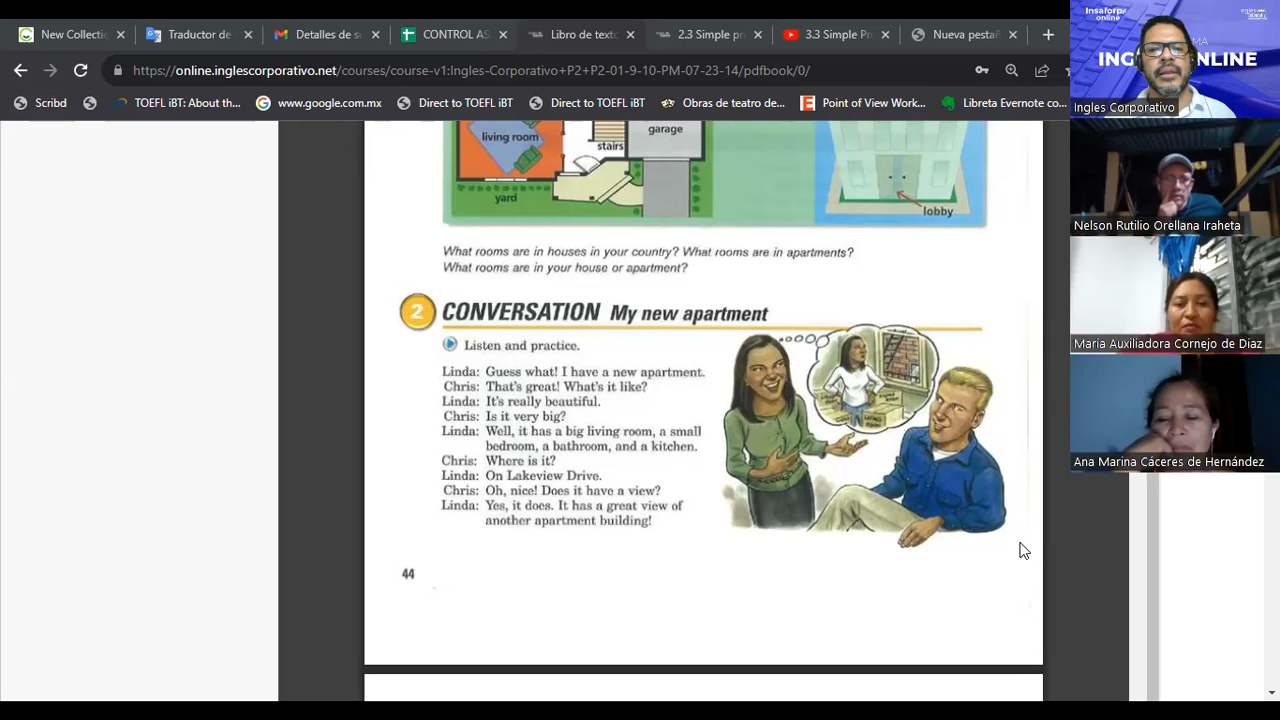 New Collecti
Traductor de
Detalles de su
CONTROL AS
Libro de texto
2.3 Simple pr
3.3 Simple Pr
Nueva pestañ
https://online.inglescorporativo.net/courses/course-v1:Ingles-Corporativo+P2+P2-01-9-10-PM-07-23-14/pdfbook/0/
Scribd
TOEFL iBT: About th...
www.google.com.mx
Direct to TOEFL iBT
Direct to TOEFL iBT
Obras de teatro de...
Point of View Work...
Libreta Evernote co...
living room
stairs
garage
yard
lobby
What rooms are in houses in your country? What rooms are in apartments?
What rooms are in your house or apartment?
2 CONVERSATION My new apartment
Listen and practice.
Linda: Guess what! I have a new apartment.
Chris: That's great! What's it like?
Linda: It's really beautiful.
Chris: Is it very big?
Linda: Well, it has a big living room, a small
bedroom, a bathroom, and a kitchen.
Chris: Where is it?
Linda: On Lakeview Drive.
Chris: Oh, nice! Does it have a view?
Linda: Yes, it does. It has a great view of
another apartment building!
44
Insaforp
online
Ingles Corporativo
Nelson Rutilio Orellana Iraheta
Maria Auxiliadora Cornejo de Diaz
Ana Marina Cáceres de Hernández